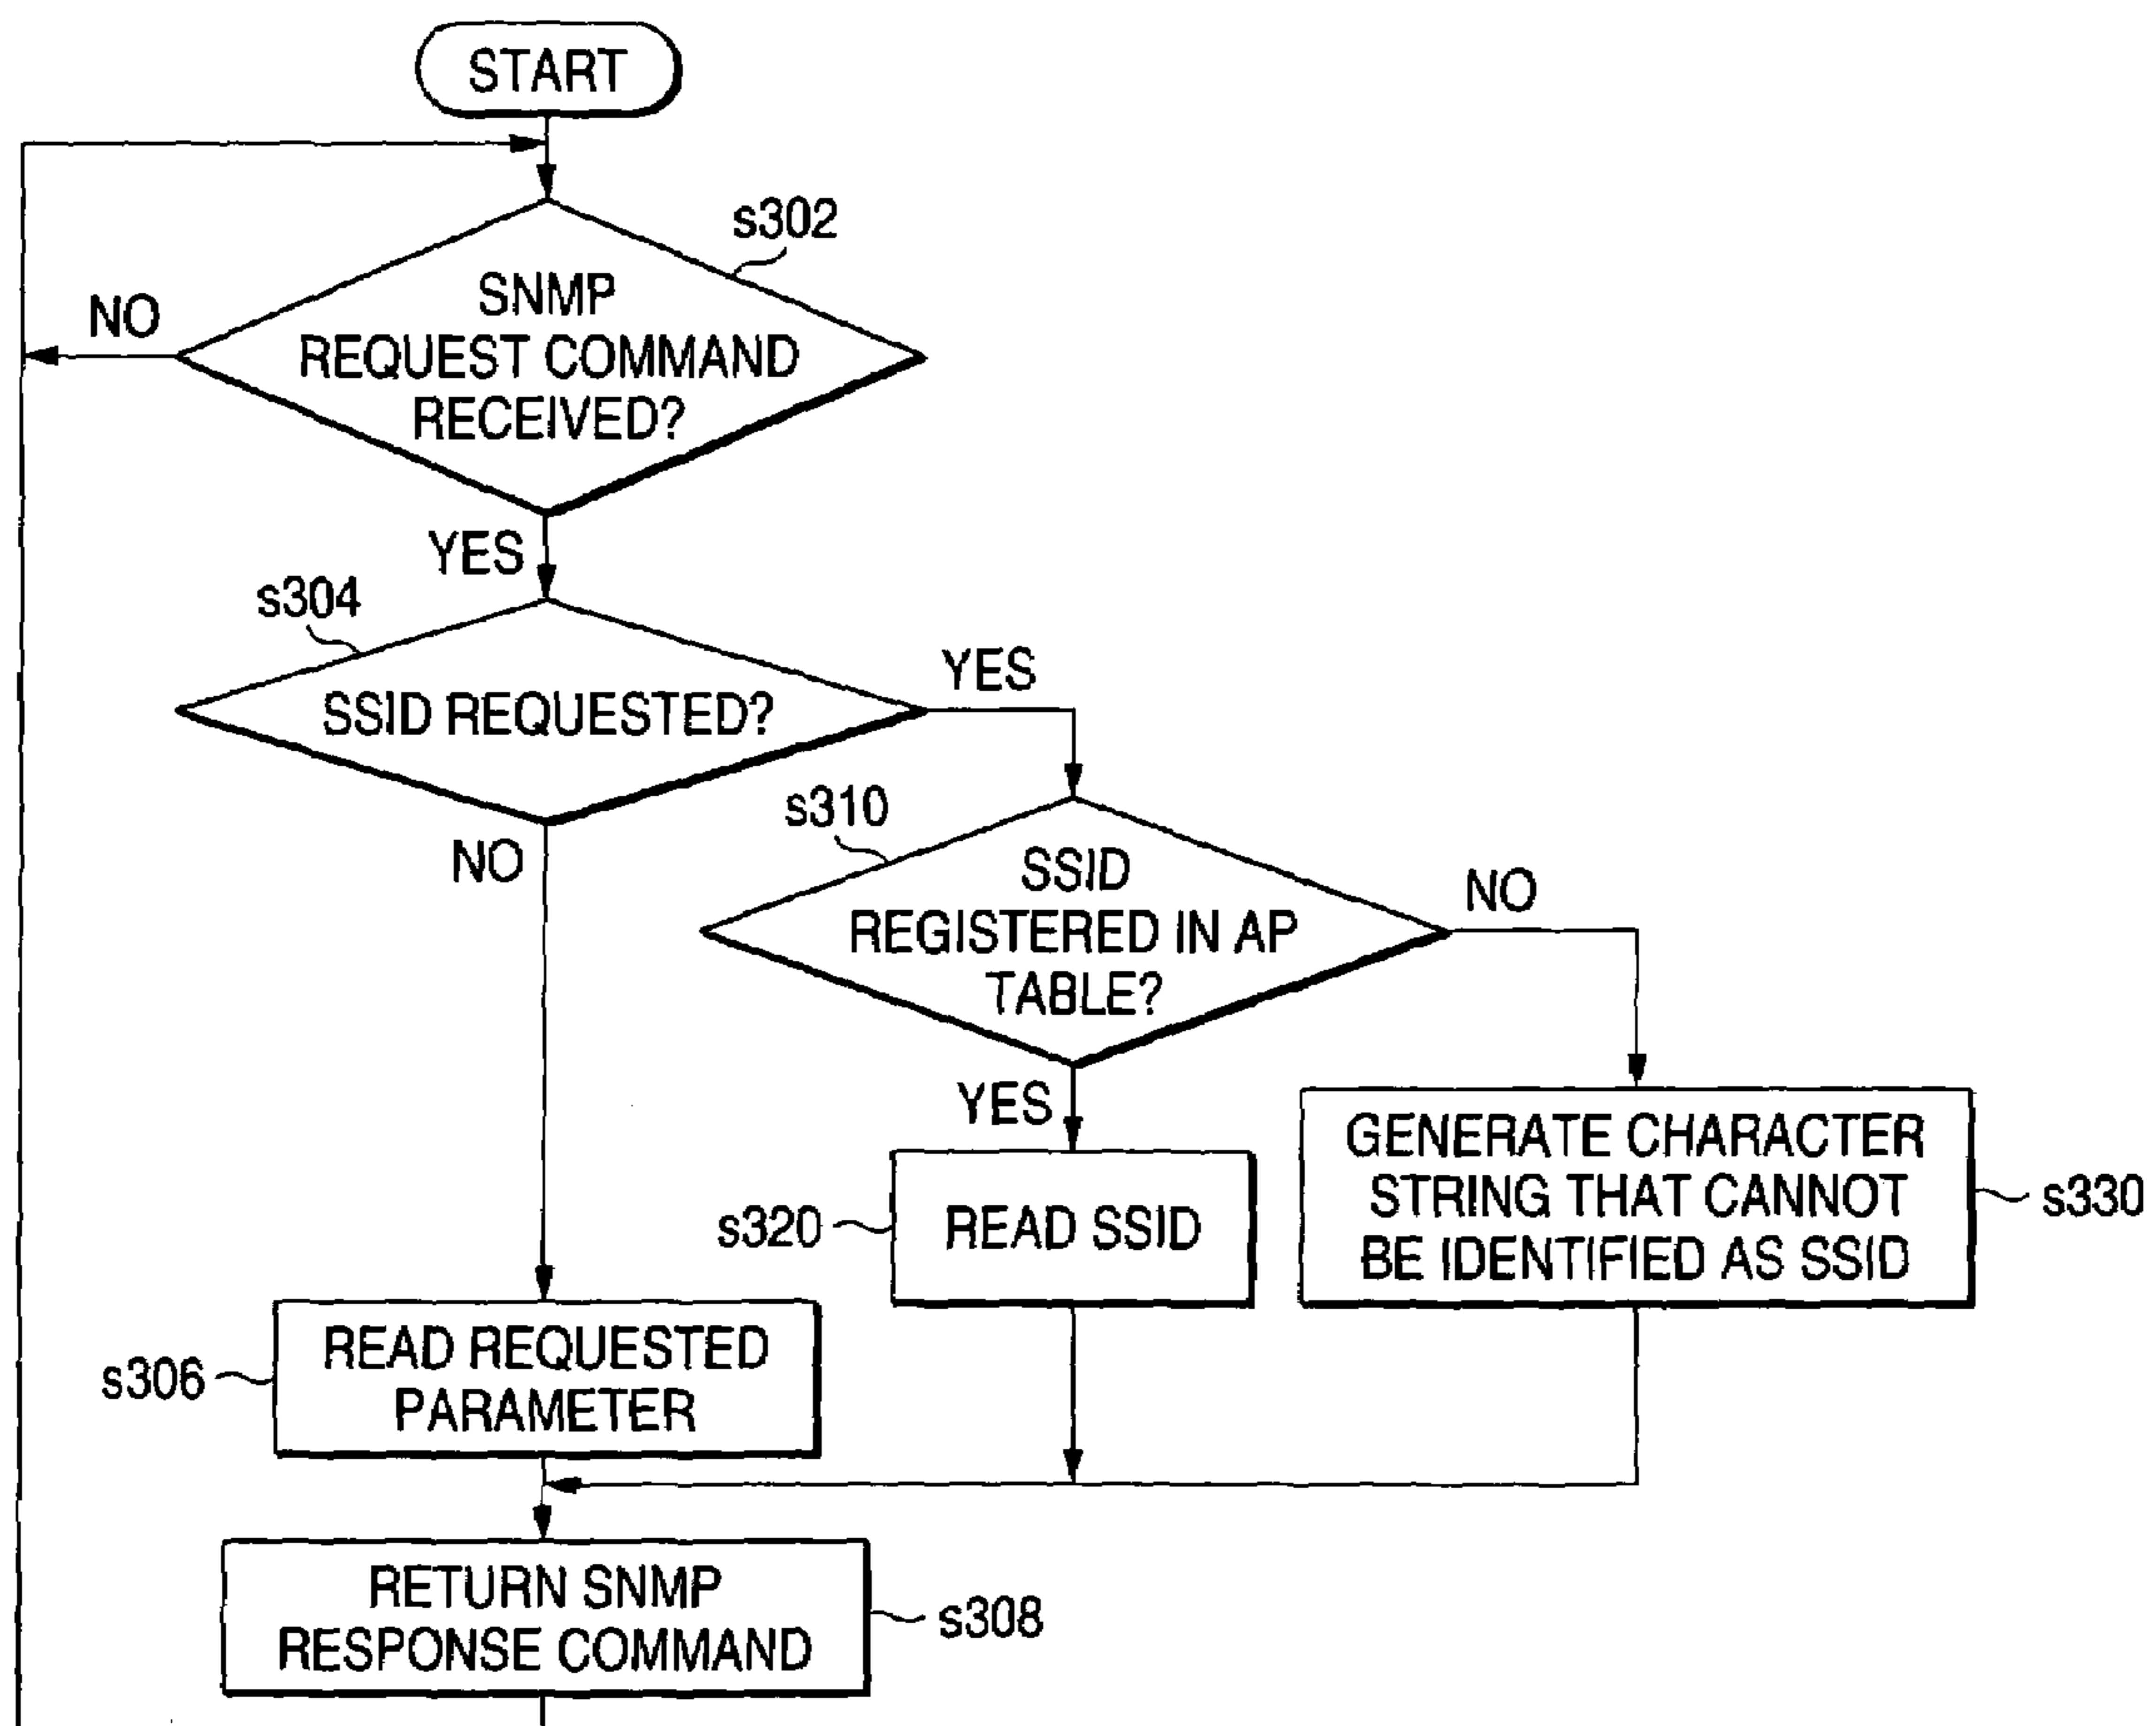 START
s302
SNMP
REQUEST COMMAND
RECEIVED?
NO
YES
s304
SSID REQUESTED?
YES
NO
s310
SSID
REGISTERED IN AP
TABLE?
NO
YES
s320
READ SSID
GENERATE CHARACTER
STRING THAT CANNOT
BE IDENTIFIED AS SSID
s330
s306
READ REQUESTED
PARAMETER
RETURN SNMP
RESPONSE COMMAND
s308